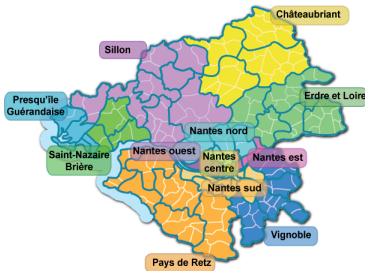 Châteaubriant
Sillon
Erdre et Loire
Presqu'île
Guérandaise
Nantes nord
Saint-Nazaire
Brière
Nantes ouest
Nantes
centre
Nantes est
Nantes sud
Vignoble
Pays de Retz